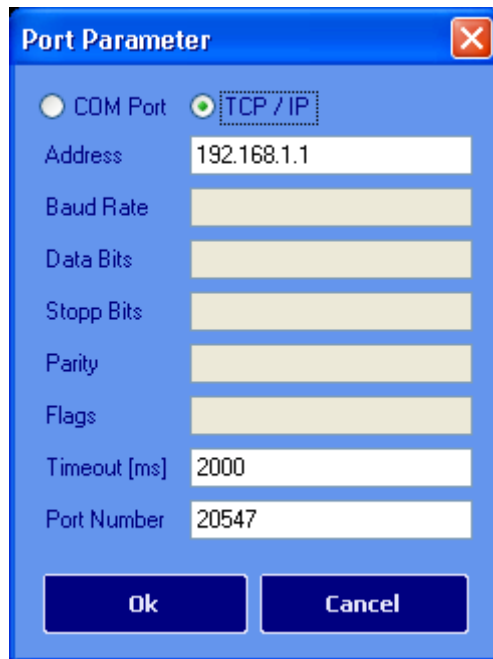 Port Parameter
COM Port TCP / IP
Address 192.168.1.1
Baud Rate
Data Bits
Stopp Bits
Parity
Flags
Timeout [ms] 2000
Port Number 20547
Ok Cancel